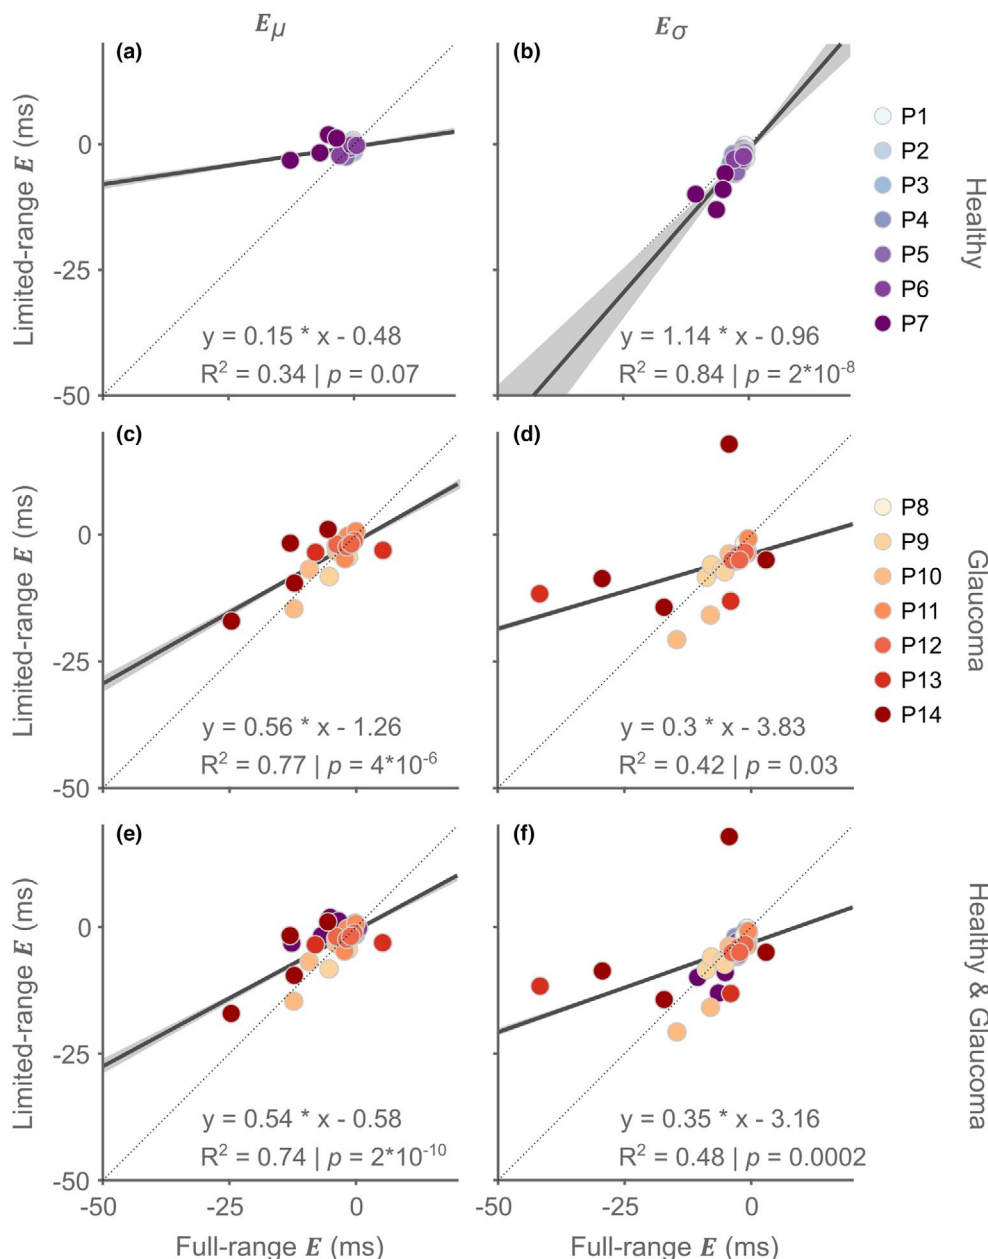 Eμ
Eσ
(a)
(b)
0
-25
-50
Limited-range E (ms)
y = 0.15 * x - 0.48
R² = 0.34 | p = 0.07
y = 1.14 * x - 0.96
R² = 0.84 | p = 2*10⁻⁸
-50
-25
0
P1
P2
P3
P4
P5
P6
P7
Healthy
(c)
(d)
0
-25
-50
Limited-range E (ms)
y = 0.56 * x - 1.26
R² = 0.77 | p = 4*10⁻⁶
y = 0.3 * x - 3.83
R² = 0.42 | p = 0.03
P8
P9
P10
P11
P12
P13
P14
Glaucoma
(e)
(f)
0
-25
-50
Limited-range E (ms)
y = 0.54 * x - 0.58
R² = 0.74 | p = 2*10⁻¹⁰
y = 0.35 * x - 3.16
R² = 0.48 | p = 0.0002
Healthy & Glaucoma
-50
-25
0
-50
-25
0
Full-range E (ms)
Full-range E (ms)